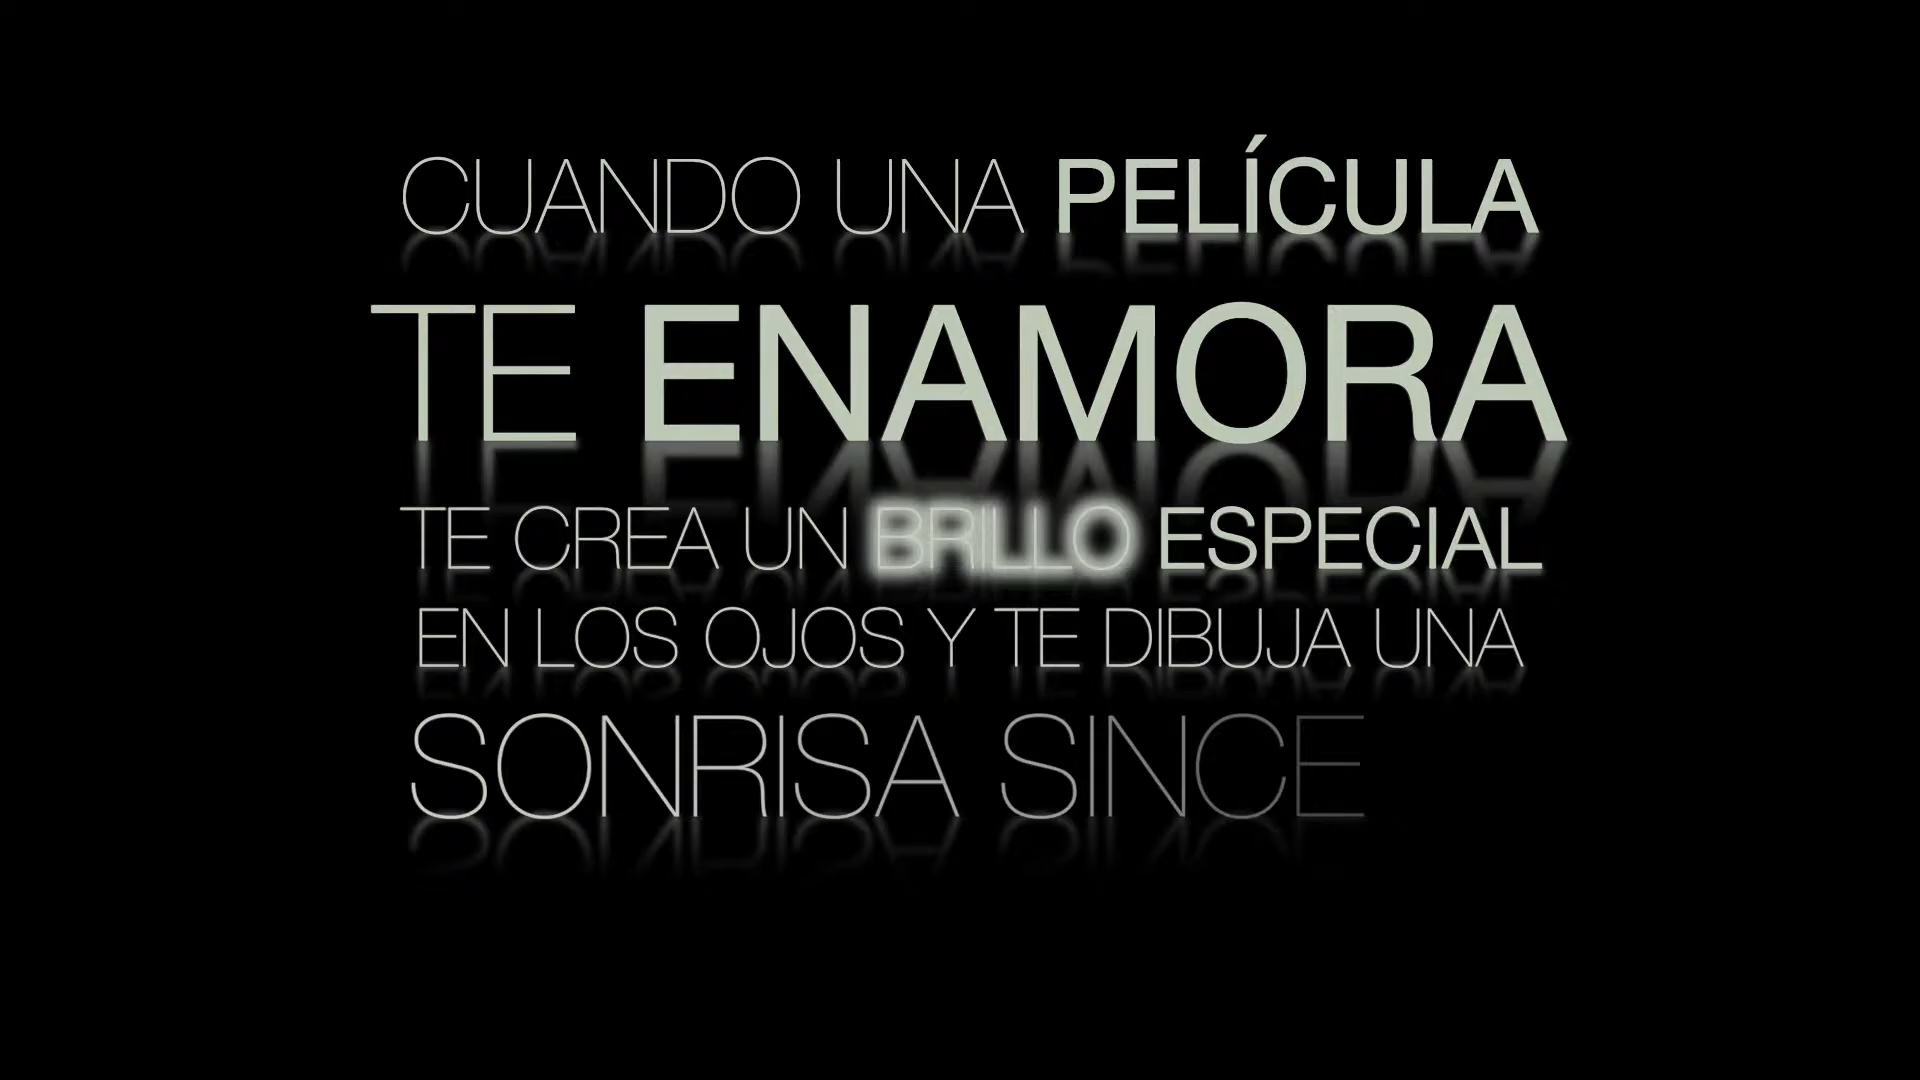 CUANDO UNA PELÍCULA
TE ENAMORA
TE CREA UN BRILLO ESPECIAL
EN LOS OJOS Y TE DIBUJA UNA
SONRISA SINCE